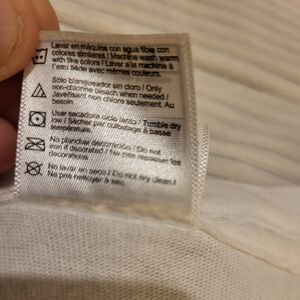 Lavar en máquina con agua tibia con
colores similares / Machine wash warm
with like colors / Laver a la machine à
l'eau tiède avec mêmes couleurs.
Sólo blanqueador sin cloro / Only
non-chlorine bleach when needed /
Javellisant non chlore seulement. Au
besoin.
Usar secadora ciclo lento / Tumble dry
low / Sécher par culbutage à basse
température.
No planchar decoración / Do not
iron if decorated / Ne pas repasser
No lavar en seco / Do not dry clean /
Ne pas nettoyer à sec.